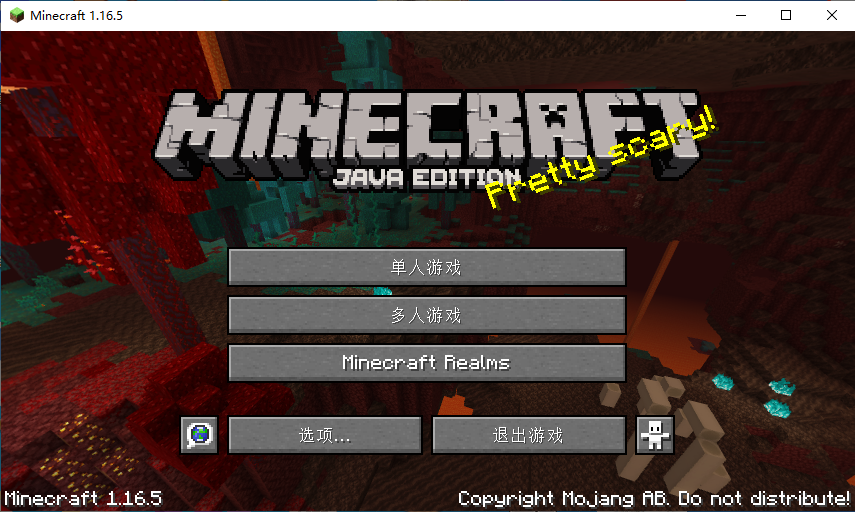 Minecraft 1.16.5
MINECRAFT
JAVA EDITION
Pretty scary!
单人游戏
多人游戏
Minecraft Realms
选项...
退出游戏
Minecraft 1.16.5
Copyright Mojang AB. Do not distribute!